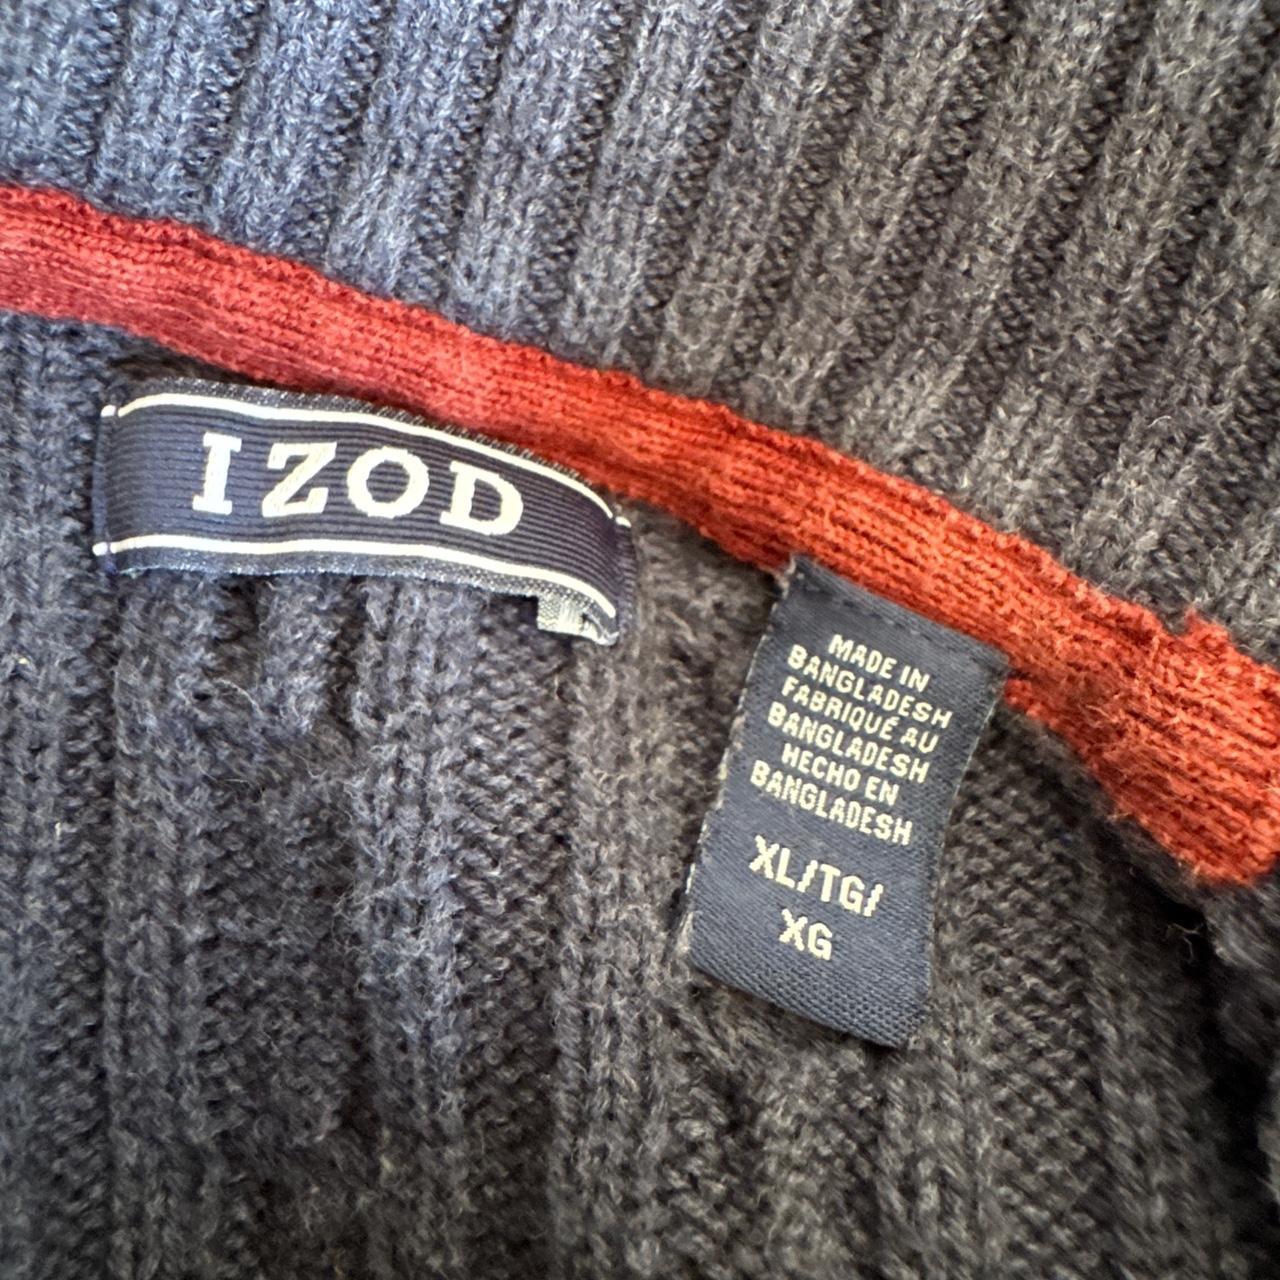 IZOD
MADE IN
BANGLADESH
FABRIQUÉ AU
BANGLADESH
HECHO EN
BANGLADESH
XL/TG/
XG